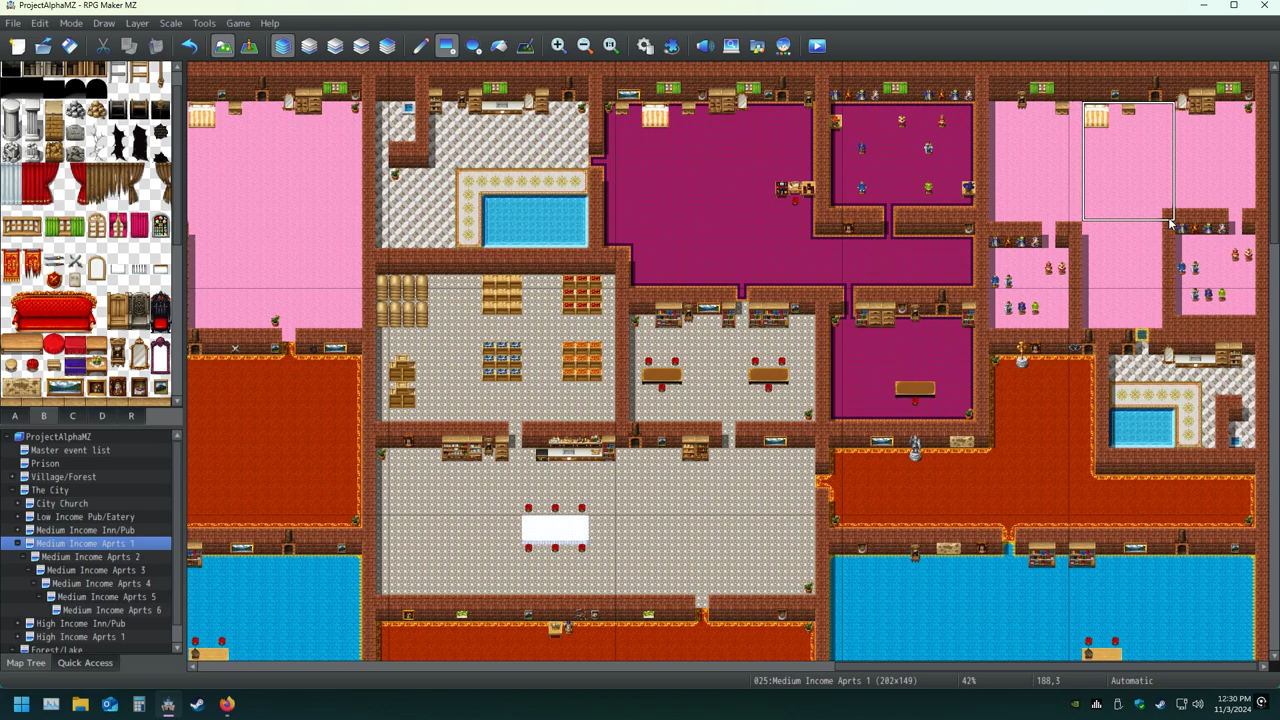 ProjectAlphaMZ - RPG Maker MZ
File Edit Mode Draw Layer Scale Tools Game Help
A B C D R
ProjectAlphaMZ
Master event list
Prison
Village/Forest
The City
City Church
Low Income Pub/Eatery
Medium Income Inn/Pub
Medium Income Aprts 1
Medium Income Aprts 2
Medium Income Aprts 3
Medium Income Aprts 4
Medium Income Aprts 5
Medium Income Aprts 6
High Income Inn/Pub
High Income Aprts 1
Forest/Lake
Map Tree Quick Access
025:Medium Income Aprts 1 (202x149) 42% 188,3 Automatic
12:30 PM
11/3/2024